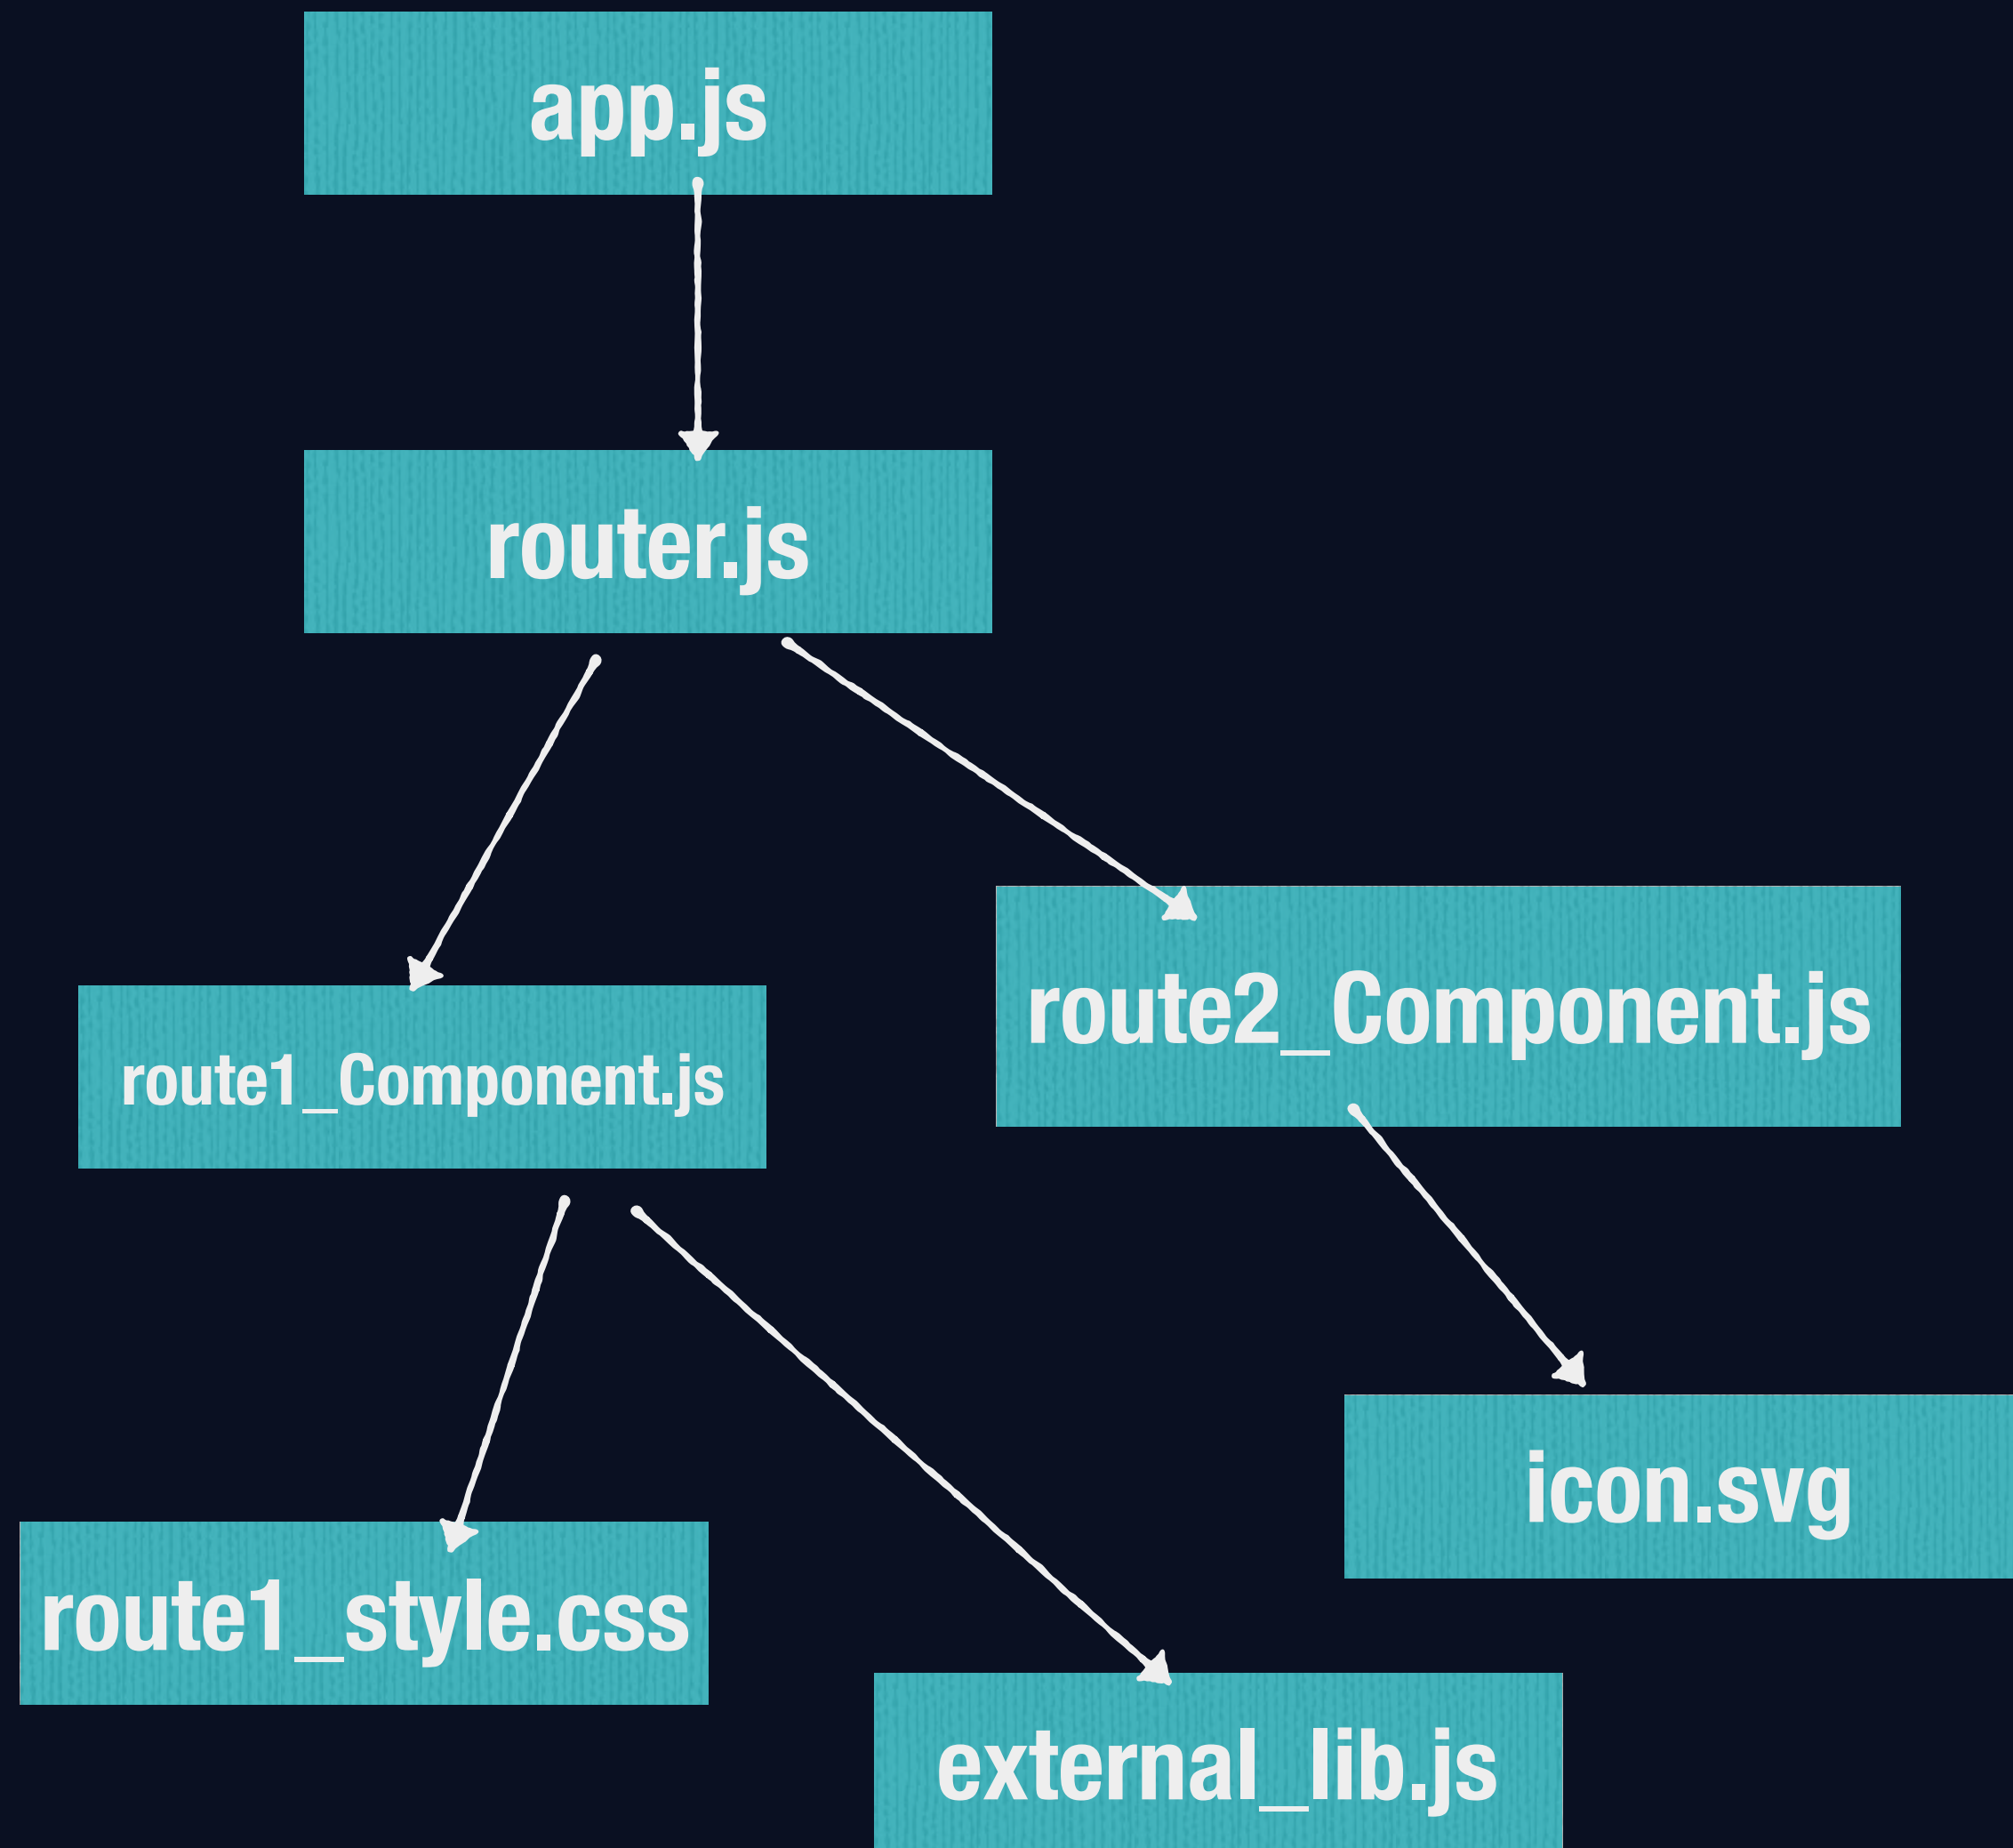 app.js
router.js
route2_Component.js
route1_Component.js
icon.svg
route1_style.css
external_lib.js